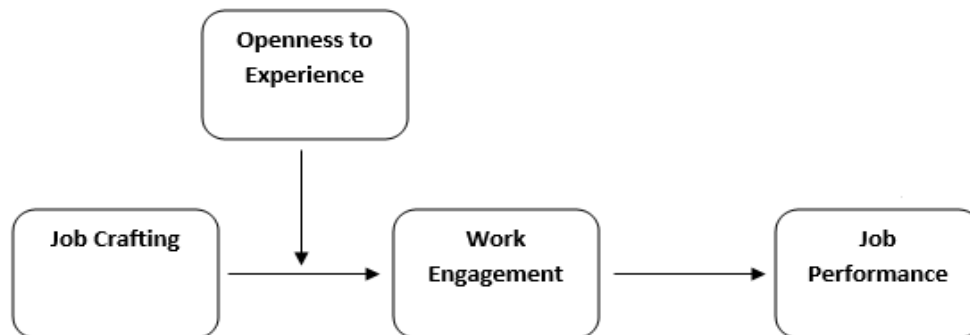 Openness to
Experience
Job Crafting
Work
Engagement
Job
Performance